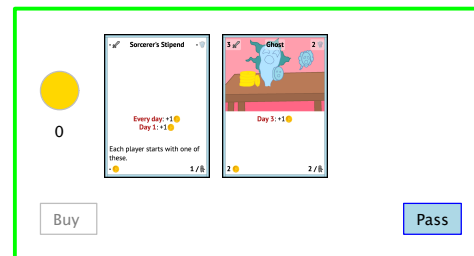 - Sorcerer's Stipend -
Every day: +1
Day 1: +1
Each player starts with one of
these.
- 1 /
3 Ghost 2
Day 3: +1
2 2 /
0
Buy
Pass